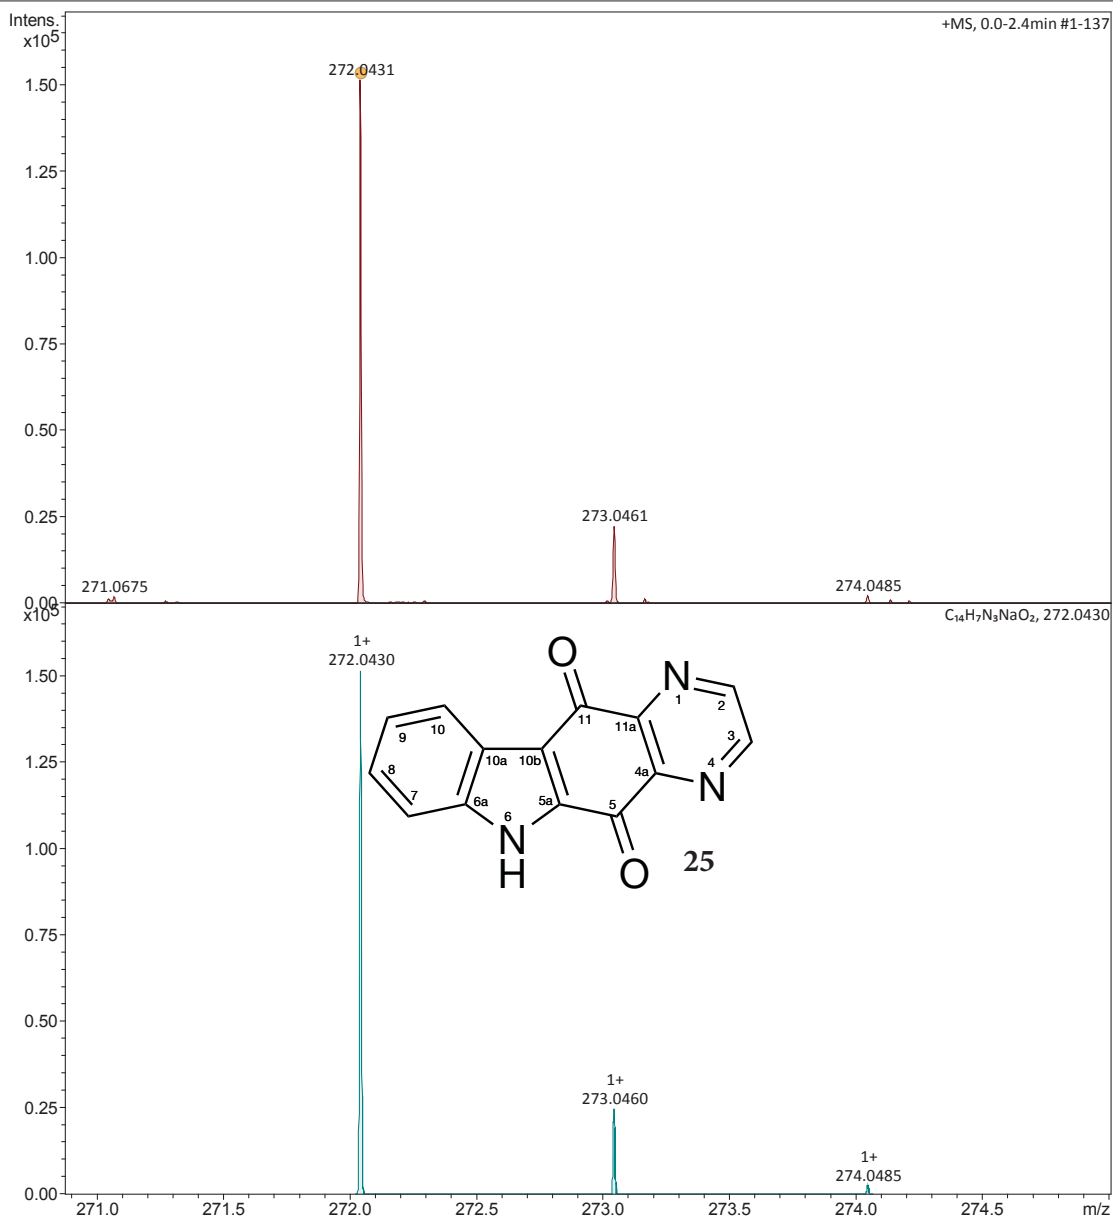 Intens.
x10⁵
+MS, 0.0-2.4min #1-137
272.0431
1.50
1.25
1.00
0.75
0.50
0.25
273.0461
271.0675
274.0485
0.00
x10⁵
C₁₄H₇N₃NaO₂, 272.0430
1+
272.0430
1.50
O
N
1
2
11
11a
10
9
10a
10b
3
4
N
4a
1.25
8
7
6a
6
5a
5
N
H
O
25
1.00
0.75
0.50
1+
273.0460
0.25
1+
274.0485
0.00
271.0
271.5
272.0
272.5
273.0
273.5
274.0
274.5
m/z